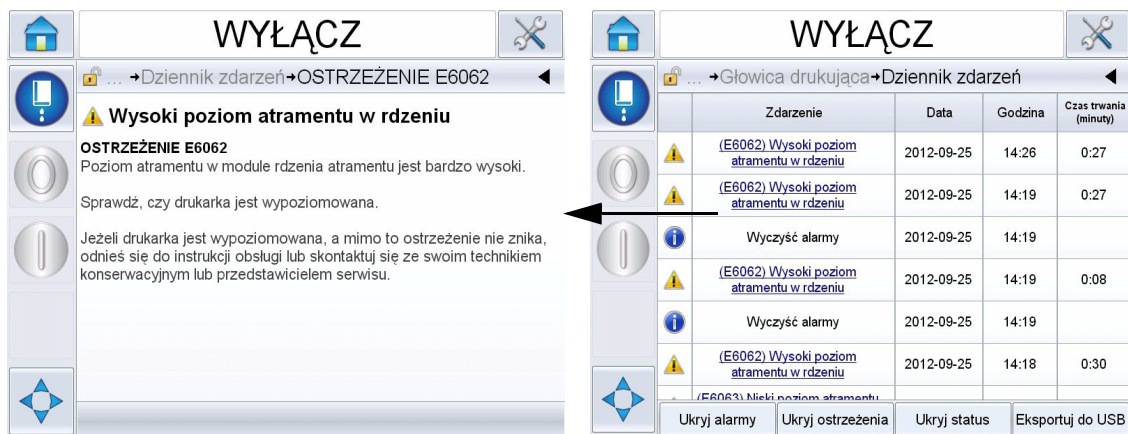 WYŁĄCZ
... →Dziennik zdarzeń→OSTRZEŻENIE E6062
Wysoki poziom atramentu w rdzeniu
OSTRZEŻENIE E6062
Poziom atramentu w module rdzenia atramentu jest bardzo wysoki.
Sprawdź, czy drukarka jest wypoziomowana.
Jeżeli drukarka jest wypoziomowana, a mimo to ostrzeżenie nie znika,
odnieś się do instrukcji obsługi lub skontaktuj się ze swoim technikiem
konserwacyjnym lub przedstawicielem serwisu.
WYŁĄCZ
... →Głowica drukująca→Dziennik zdarzeń
Zdarzenie Data Godzina Czas trwania
(minuty)
(E6062) Wysoki poziom
atramentu w rdzeniu 2012-09-25 14:26 0:27
(E6062) Wysoki poziom
atramentu w rdzeniu 2012-09-25 14:19 0:27
Wyczyść alarmy 2012-09-25 14:19
(E6062) Wysoki poziom
atramentu w rdzeniu 2012-09-25 14:19 0:08
Wyczyść alarmy 2012-09-25 14:19
(E6062) Wysoki poziom
atramentu w rdzeniu 2012-09-25 14:18 0:30
(E6063) Niski poziom atramentu
Ukryj alarmy Ukryj ostrzeżenia Ukryj status Eksportuj do USB